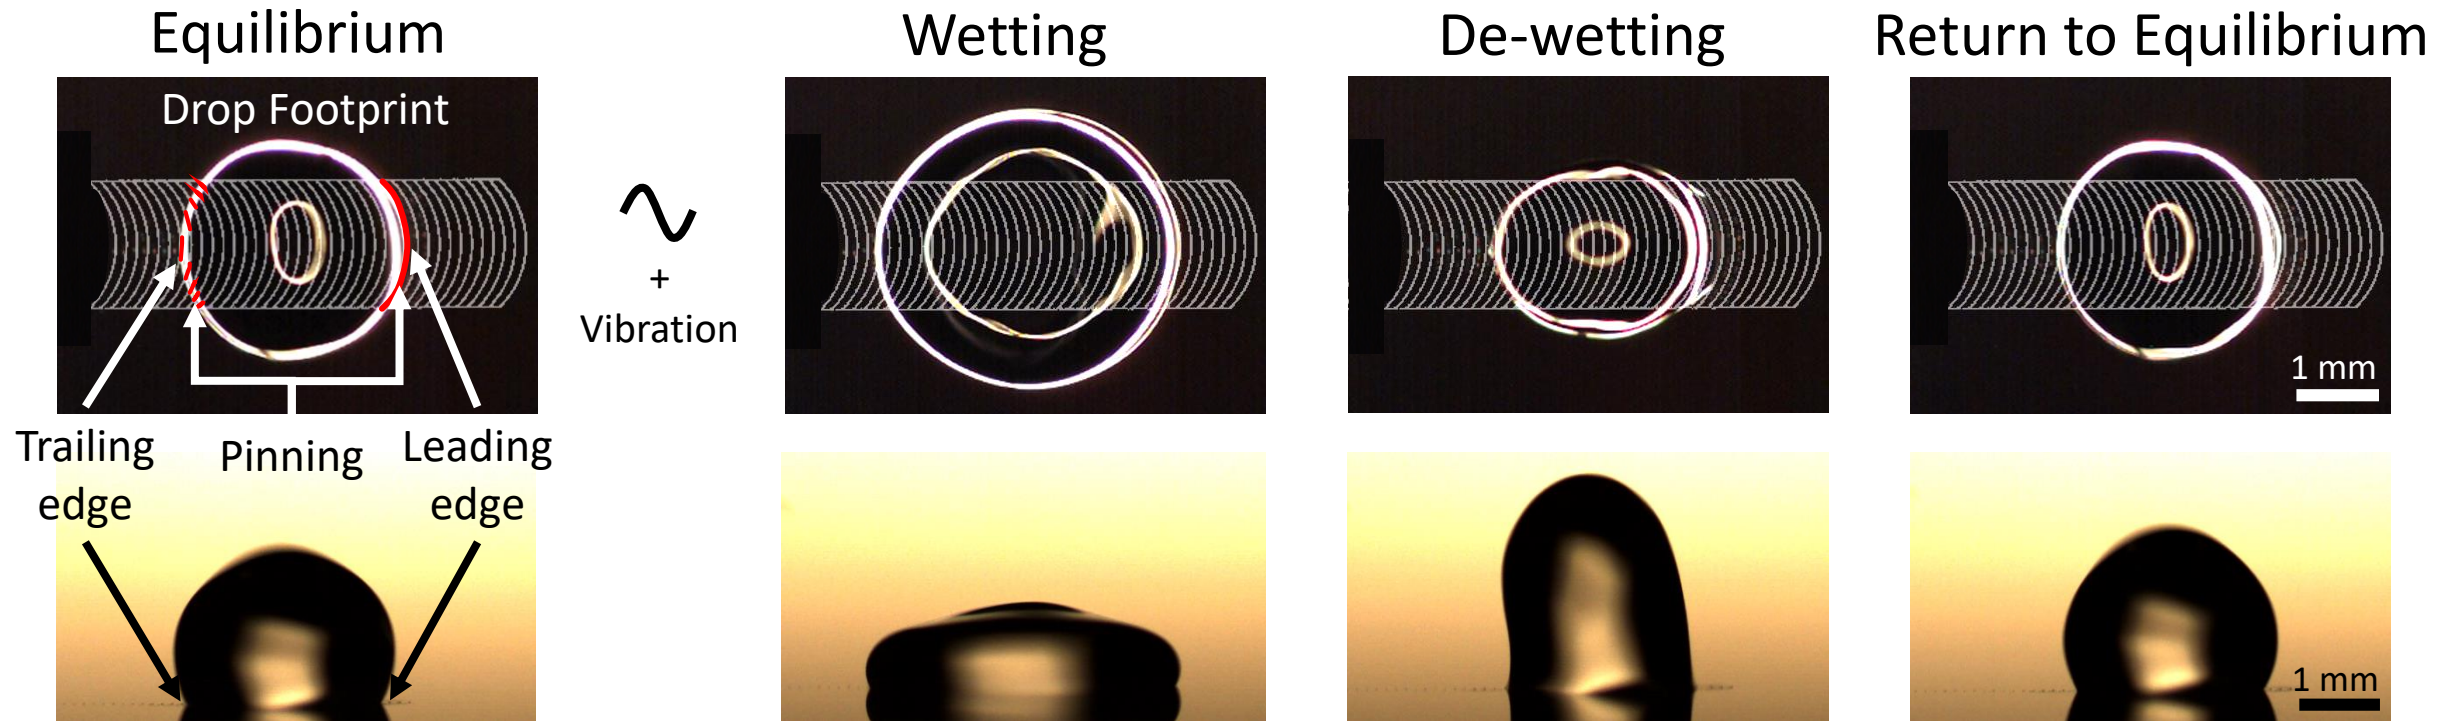 Equilibrium
Wetting
De-wetting
Return to Equilibrium
Drop Footprint
+
Vibration
1 mm
Trailing
edge
Pinning
Leading
edge
1 mm